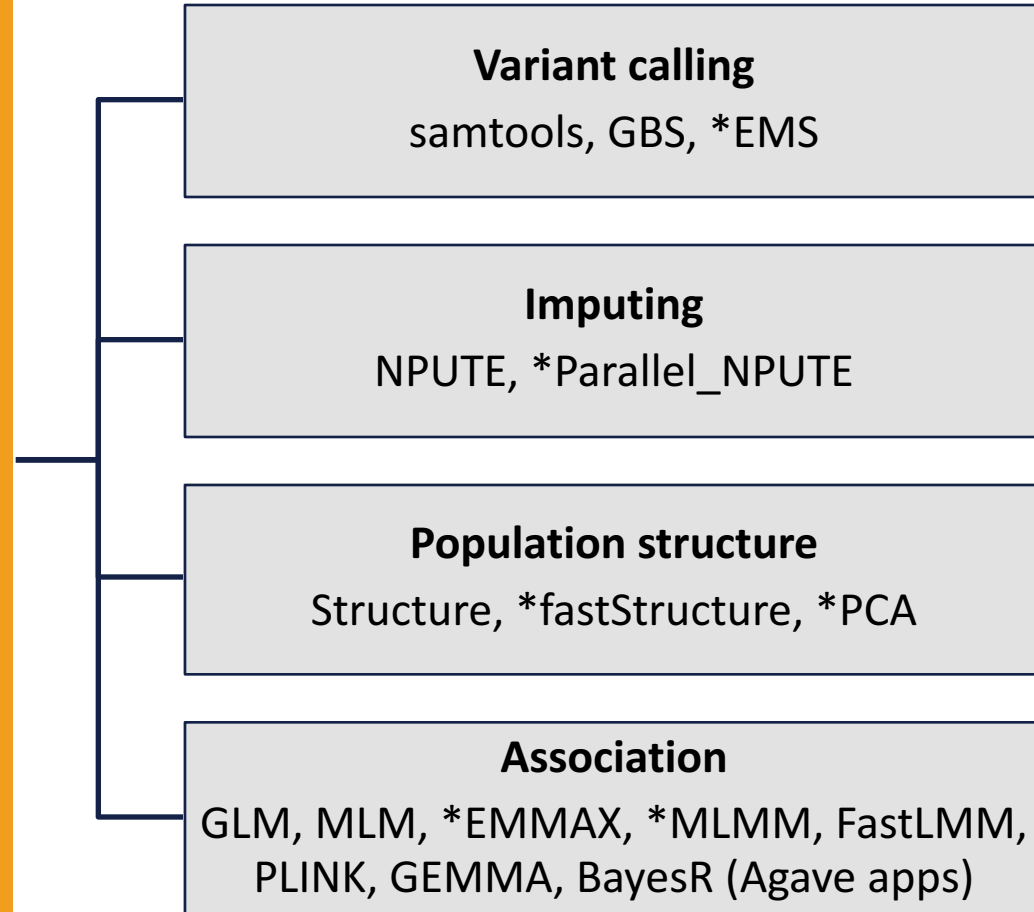 Variant calling
samtools, GBS, *EMS
Imputing
NPUTE, *Parallel_NPUTE
Population structure
Structure, *fastStructure, *PCA
Association
GLM, MLM, *EMMAX, *MLMM, FastLMM,
PLINK, GEMMA, BayesR (Agave apps)